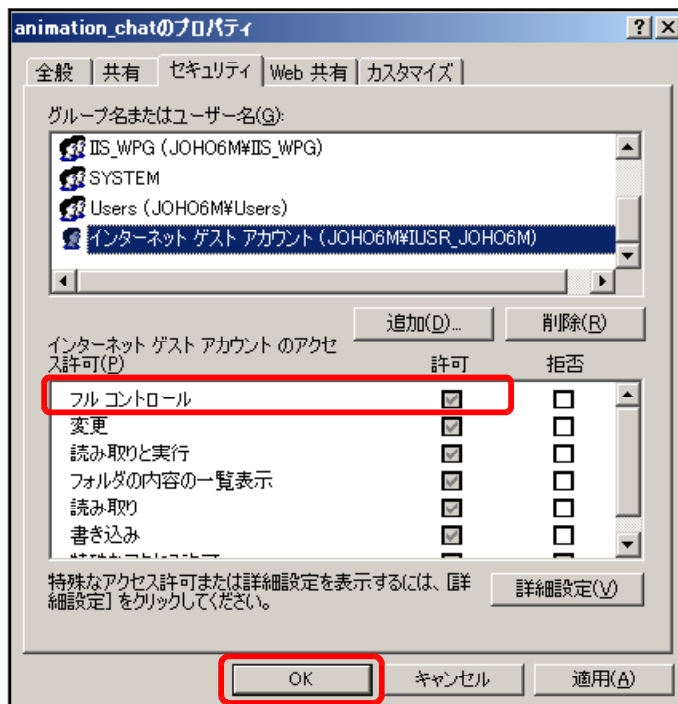 animation_chatのプロパティ
全般 共有 セキュリティ Web 共有 カスタマイズ
グループ名またはユーザー名(G):
IIS_WPG (JOHO6M¥IIS_WPG)
SYSTEM
Users (JOHO6M¥Users)
インターネット ゲスト アカウント (JOHO6M¥IUSR_JOHO6M)
追加(D)... 削除(R)
インターネット ゲスト アカウント のアクセ
ス許可(P) 許可 拒否
フル コントロール
変更
読み取りと実行
フォルダの内容の一覧表示
読み取り
書き込み
特殊なアクセス許可または詳細設定を表示するには、[詳
細設定] をクリックしてください。
詳細設定(V)
OK キャンセル 適用(A)